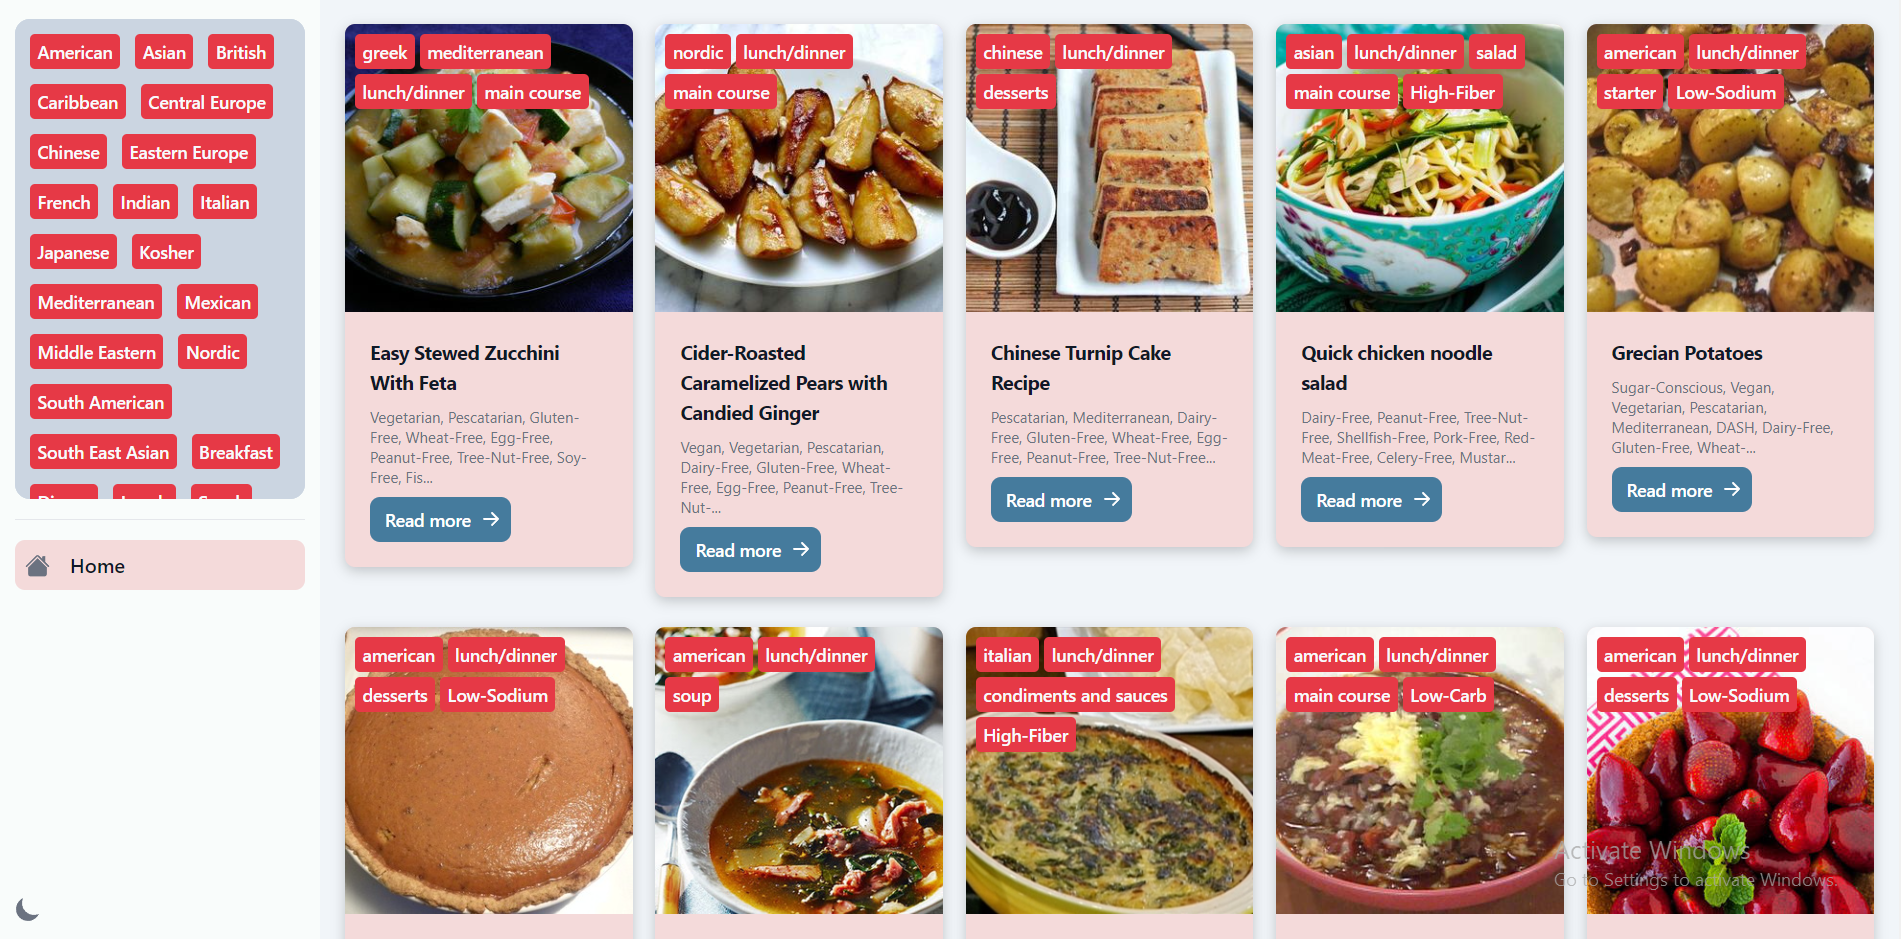 American Asian British
Caribbean Central Europe
Chinese Eastern Europe
French Indian Italian
Japanese Kosher
Mediterranean Mexican
Middle Eastern Nordic
South American
South East Asian Breakfast
Home
greek mediterranean
lunch/dinner main course
Easy Stewed Zucchini
With Feta
Vegetarian, Pescatarian, Gluten-
Free, Wheat-Free, Egg-Free,
Peanut-Free, Tree-Nut-Free, Soy-
Free, Fis...
Read more
nordic lunch/dinner
main course
Cider-Roasted
Caramelized Pears with
Candied Ginger
Vegan, Vegetarian, Pescatarian,
Dairy-Free, Gluten-Free, Wheat-
Free, Egg-Free, Peanut-Free, Tree-
Nut-...
Read more
chinese lunch/dinner
desserts
Chinese Turnip Cake
Recipe
Pescatarian, Mediterranean, Dairy-
Free, Gluten-Free, Wheat-Free, Egg-
Free, Peanut-Free, Tree-Nut-Free...
Read more
asian lunch/dinner salad
main course High-Fiber
Quick chicken noodle
salad
Dairy-Free, Peanut-Free, Tree-Nut-
Free, Shellfish-Free, Pork-Free, Red-
Meat-Free, Celery-Free, Mustar...
Read more
american lunch/dinner
starter Low-Sodium
Grecian Potatoes
Sugar-Conscious, Vegan,
Vegetarian, Pescatarian,
Mediterranean, DASH, Dairy-Free,
Gluten-Free, Wheat-...
Read more
american lunch/dinner
desserts Low-Sodium
american lunch/dinner
soup
italian lunch/dinner
condiments and sauces
High-Fiber
american lunch/dinner
main course Low-Carb
american lunch/dinner
desserts Low-Sodium
Activate Windows
Go to Settings to activate Windows.